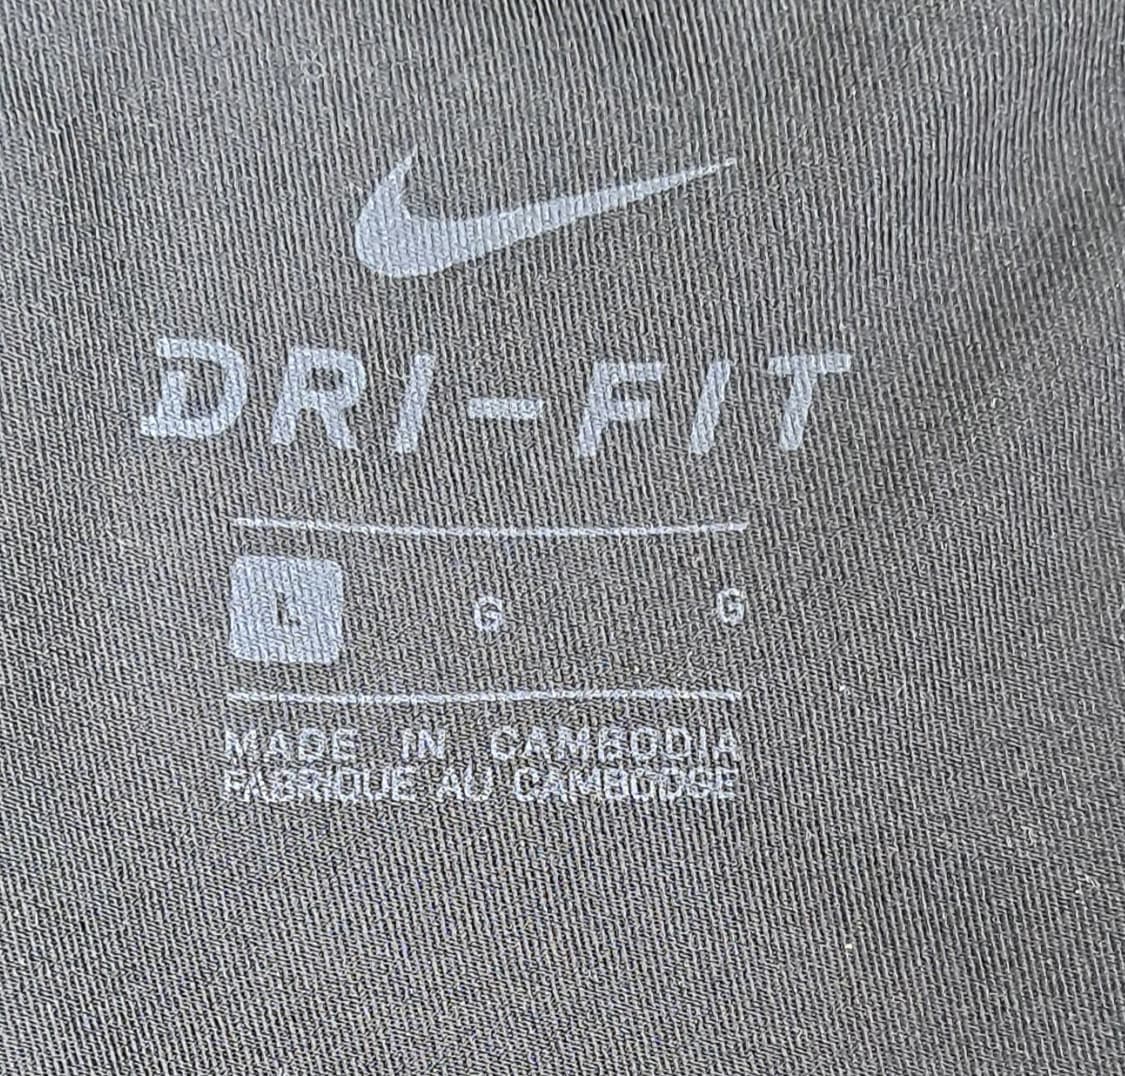 DRI-FIT
L G G
MADE IN CAMBODIA
FABRIQUE AU CAMBODGE